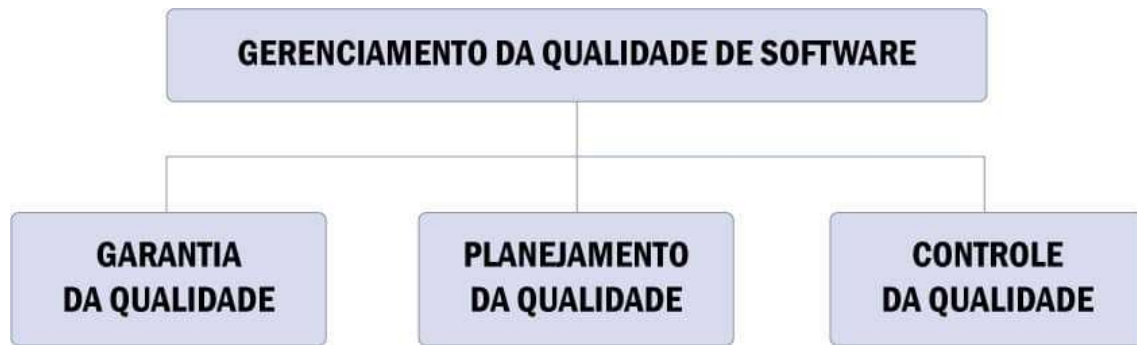 GERENCIAMENTO DA QUALIDADE DE SOFTWARE
GARANTIA
DA QUALIDADE
PLANEJAMENTO
DA QUALIDADE
CONTROLE
DA QUALIDADE